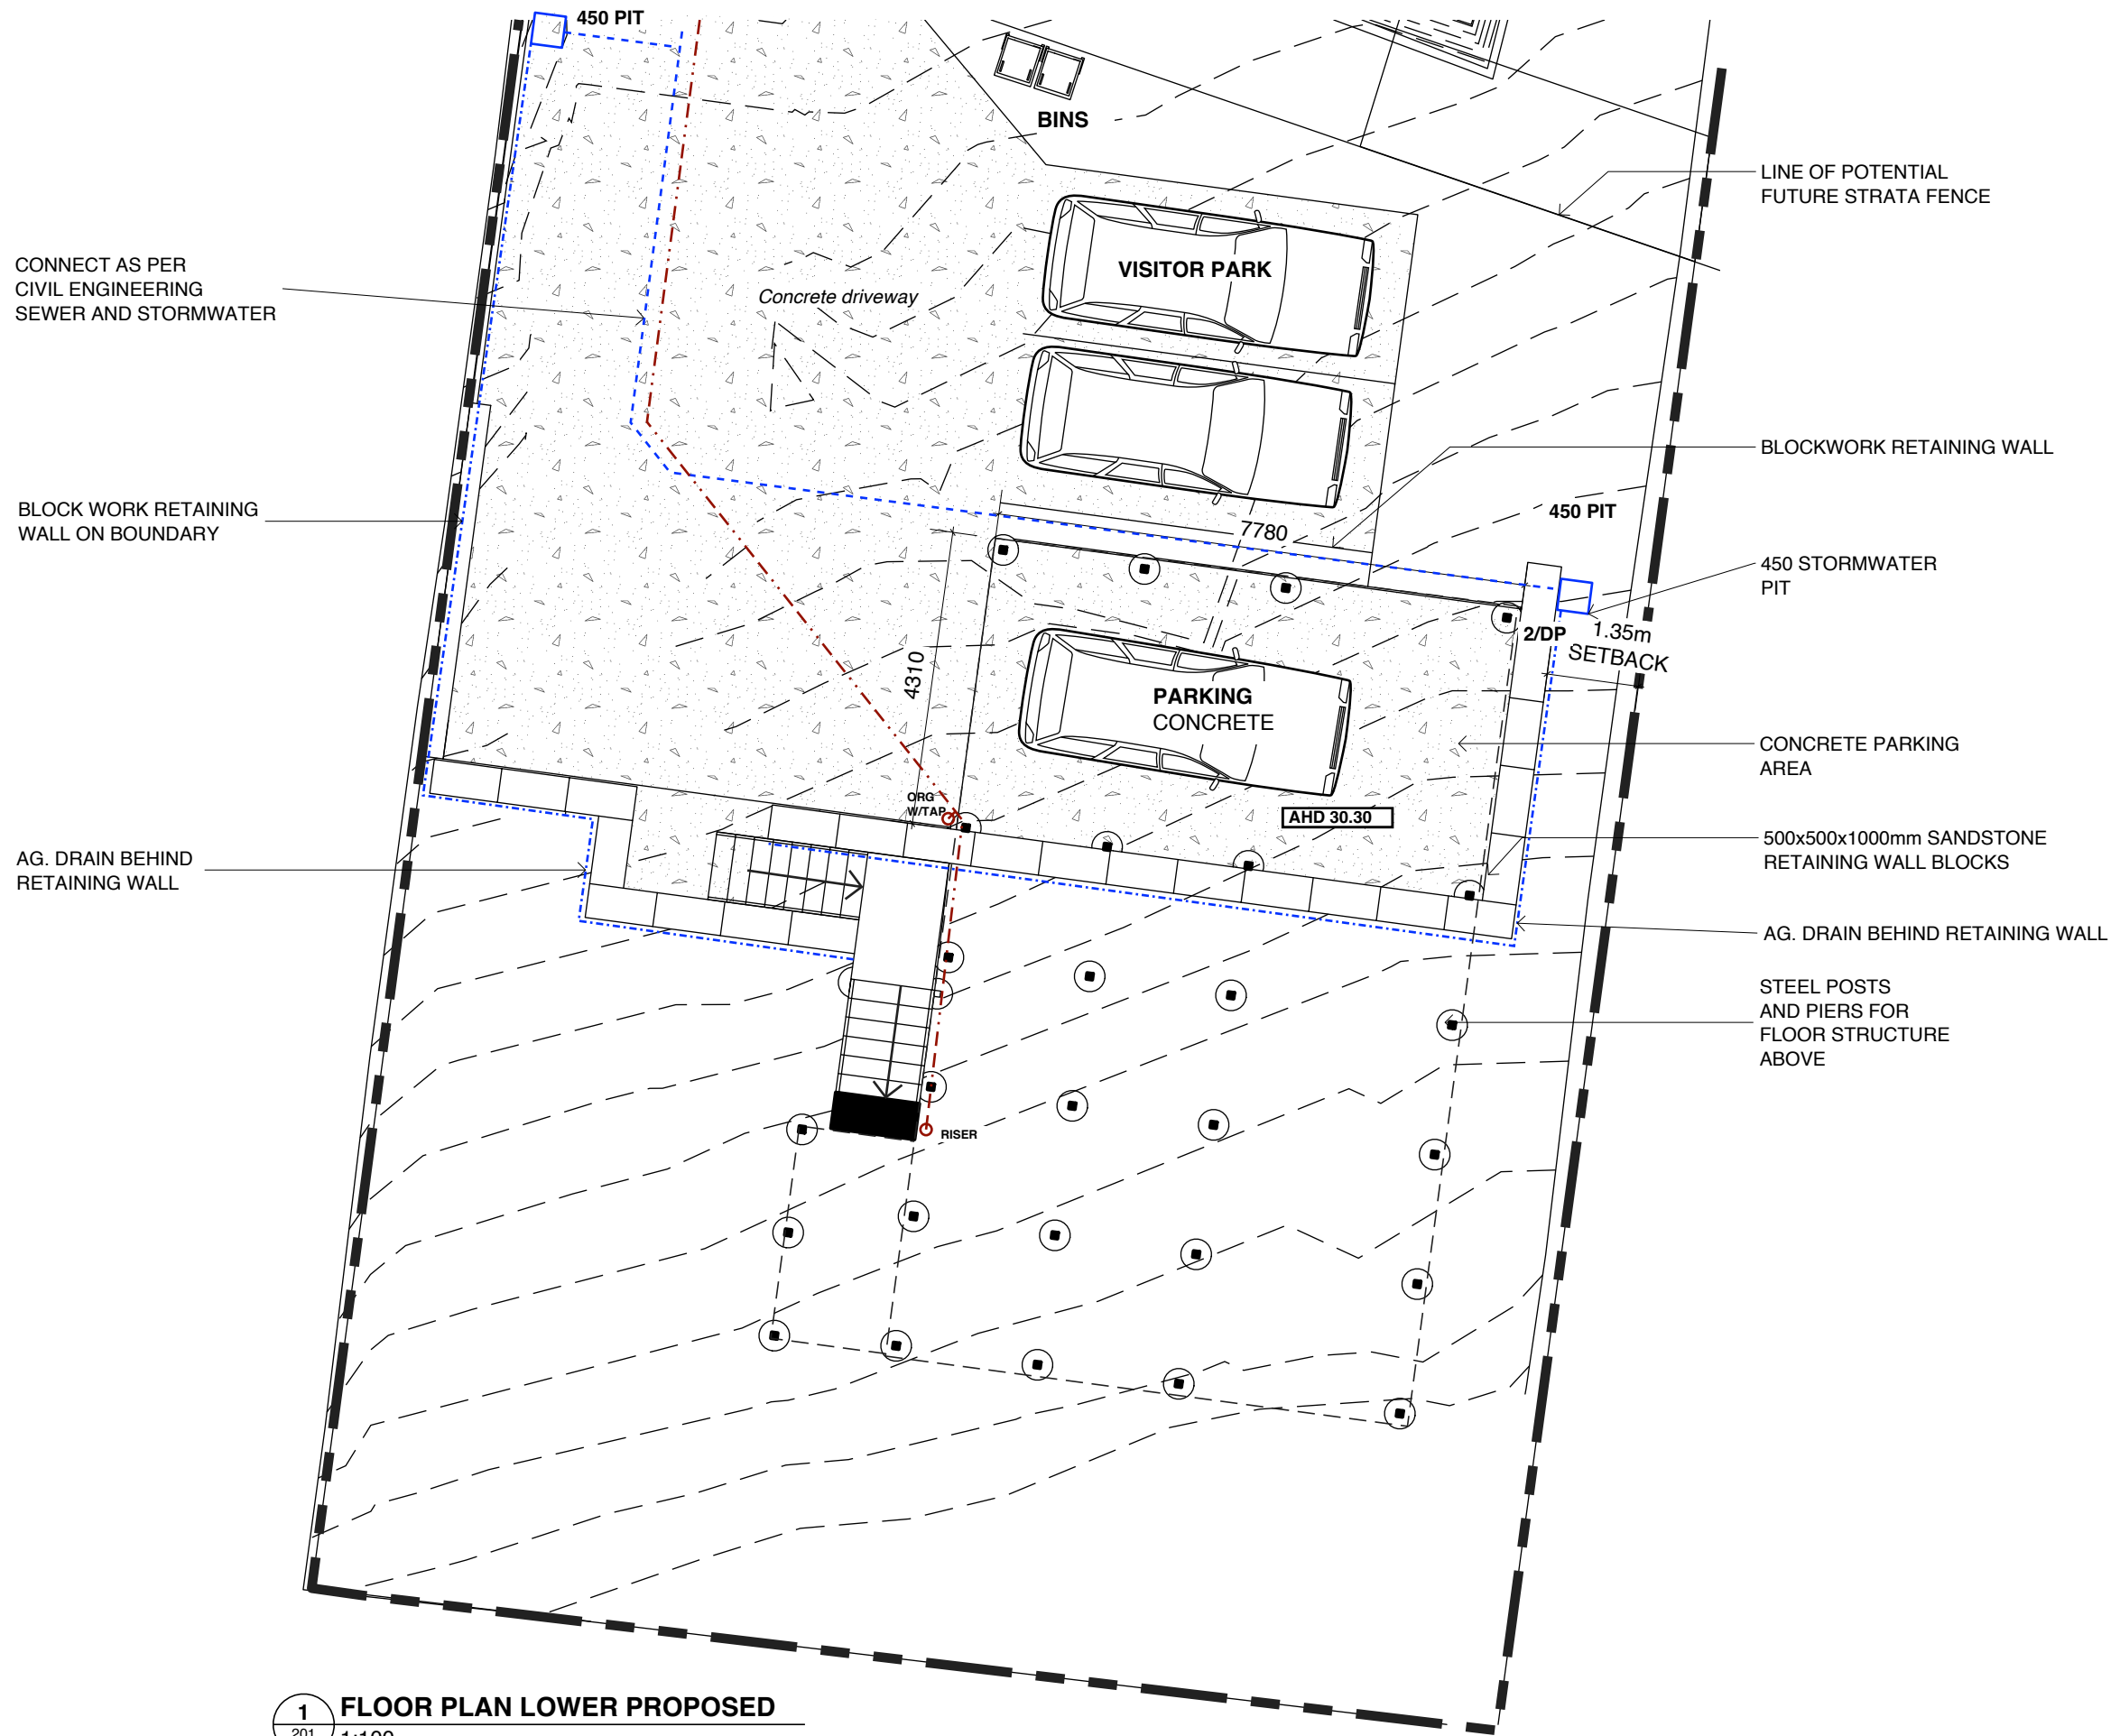 450 PIT
BINS
LINE OF POTENTIAL
FUTURE STRATA FENCE
CONNECT AS PER
CIVIL ENGINEERING
SEWER AND STORMWATER
VISITOR PARK
Concrete driveway
BLOCKWORK RETAINING WALL
BLOCK WORK RETAINING
WALL ON BOUNDARY
450 PIT
7780
450 STORMWATER
PIT
2/DP
1.35m
SETBACK
4310
PARKING
CONCRETE
CONCRETE PARKING
AREA
ORG
W/TAP
AHD 30.30
500x500x1000mm SANDSTONE
RETAINING WALL BLOCKS
AG. DRAIN BEHIND
RETAINING WALL
AG. DRAIN BEHIND RETAINING WALL
STEEL POSTS
AND PIERS FOR
FLOOR STRUCTURE
ABOVE
RISER
1
FLOOR PLAN LOWER PROPOSED
201
1:100